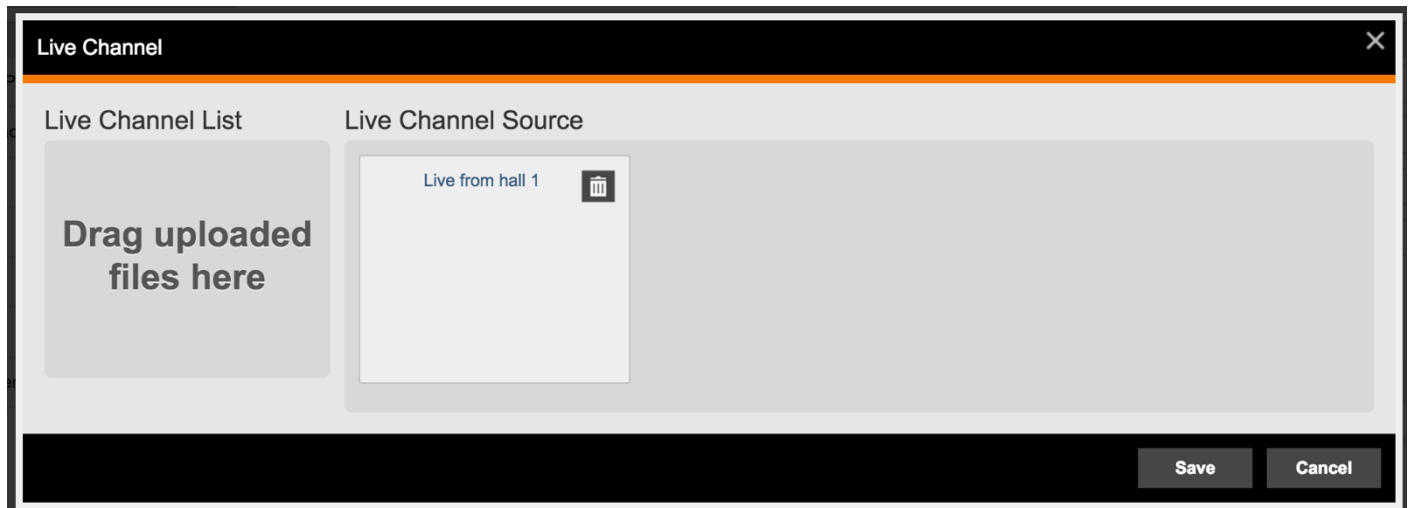 Live Channel
Live Channel List
Live Channel Source
Live from hall 1
Drag uploaded
files here
Save
Cancel